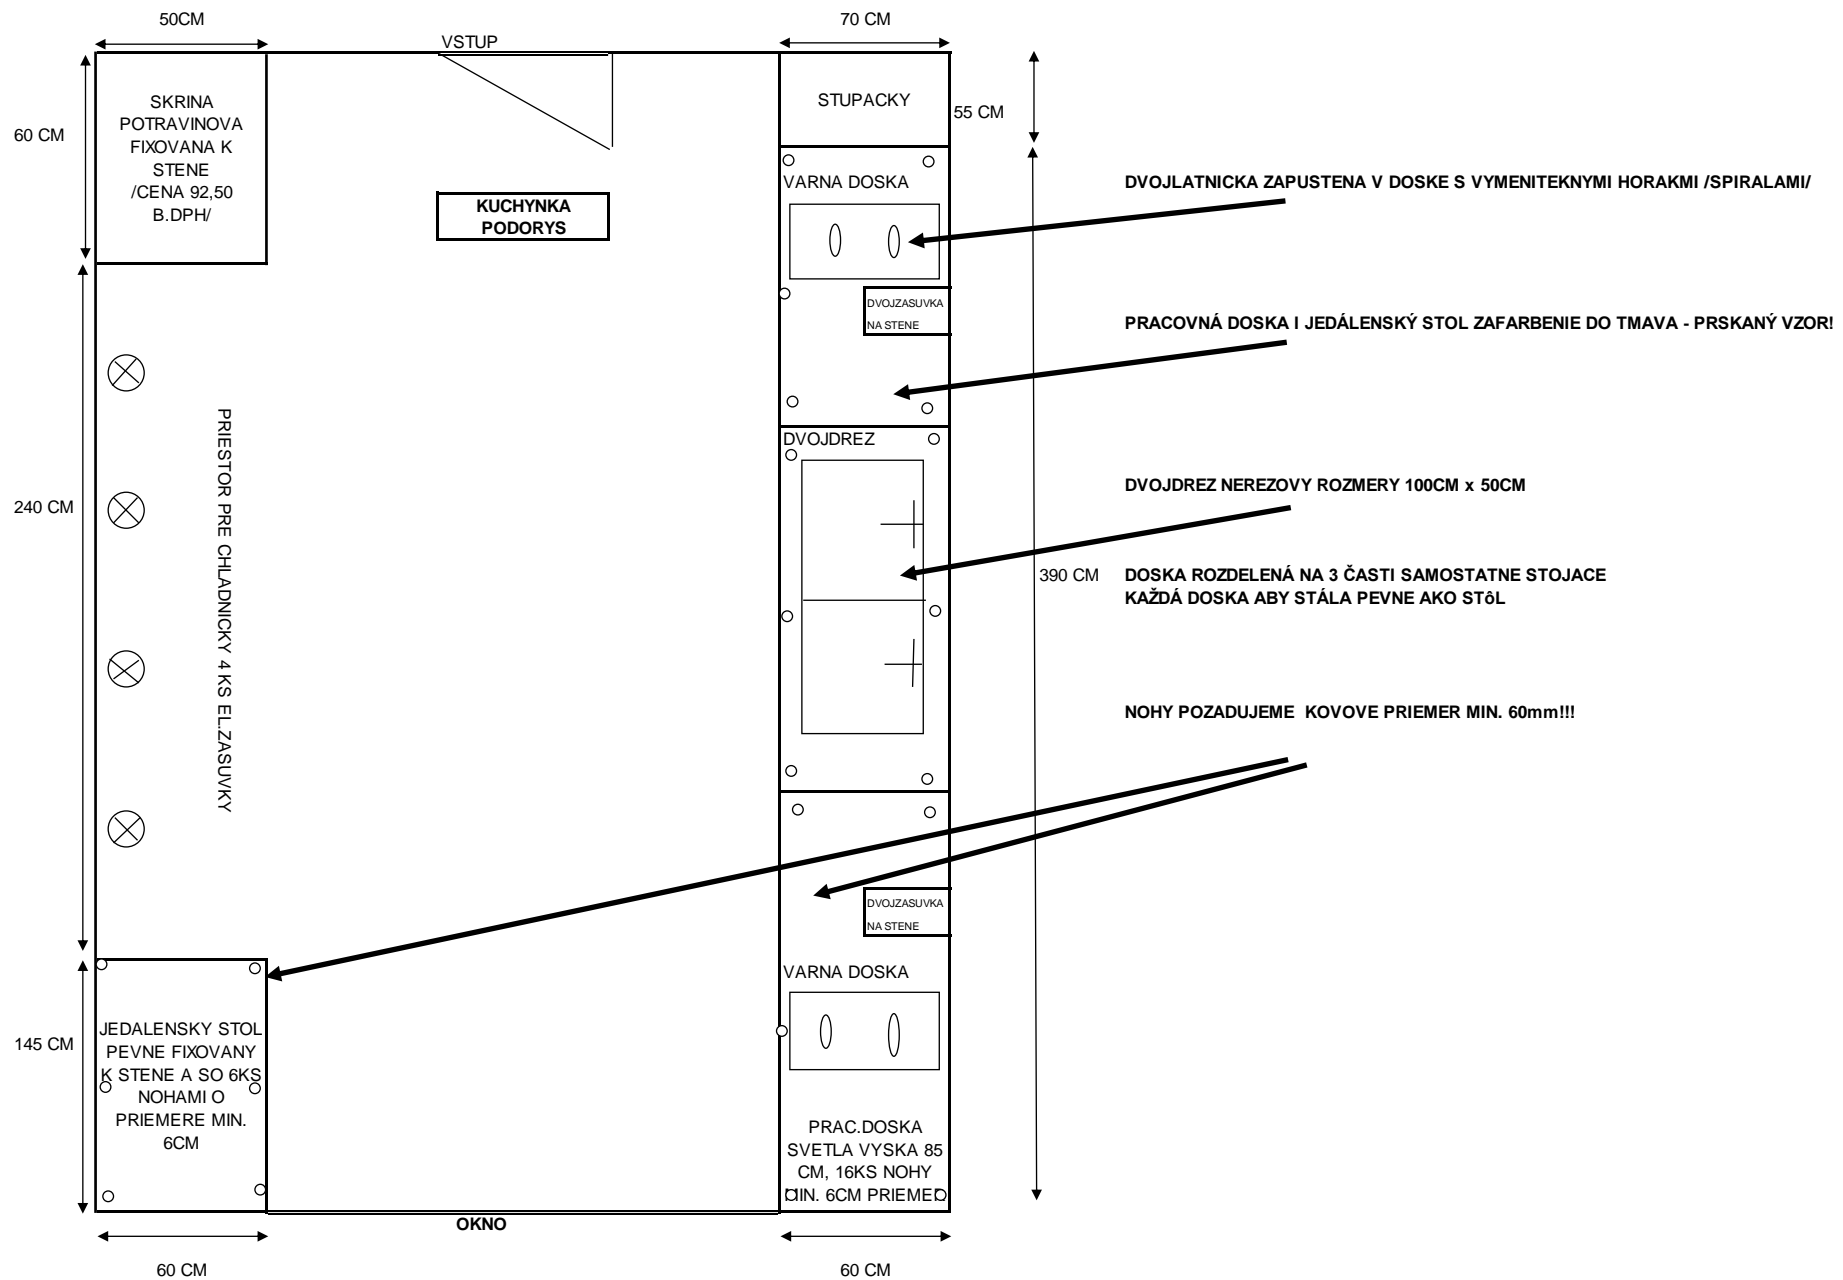 50CM
70 CM
VSTUP
SKRINA
POTRAVINOVA
FIXOVANA K
STENE
/CENA 92,50
B.DPH/
60 CM
STUPACKY
55 CM
VARNA DOSKA
DVOJLATNICKA ZAPUSTENA V DOSKE S VYMENITEKNYMI HORAKMI /SPIRALAMI/
KUCHYNKA
PODORYS
DVOJZASUVKA
NA STENE
PRACOVNÁ DOSKA I JEDÁLENSKÝ STOL ZAFARBENIE DO TMAVA - PRSKANÝ VZOR!
PRIESTOR PRE CHLADNICKY 4 KS EL.ZASUVKY
240 CM
DVOJDREZ
DVOJDREZ NEREZOVY ROZMERY 100CM x 50CM
390 CM
DOSKA ROZDELENÁ NA 3 ČASTI SAMOSTATNE STOJACE
KAŽDÁ DOSKA ABY STÁLA PEVNE AKO STôL
NOHY POZADUJEME  KOVOVE PRIEMER MIN. 60mm!!!
DVOJZASUVKA
NA STENE
VARNA DOSKA
145 CM
JEDALENSKY STOL
PEVNE FIXOVANY
K STENE A SO 6KS
NOHAMI O
PRIEMERE MIN.
6CM
PRAC.DOSKA
SVETLA VYSKA 85
CM, 16KS NOHY
MIN. 6CM PRIEMER
OKNO
60 CM
60 CM